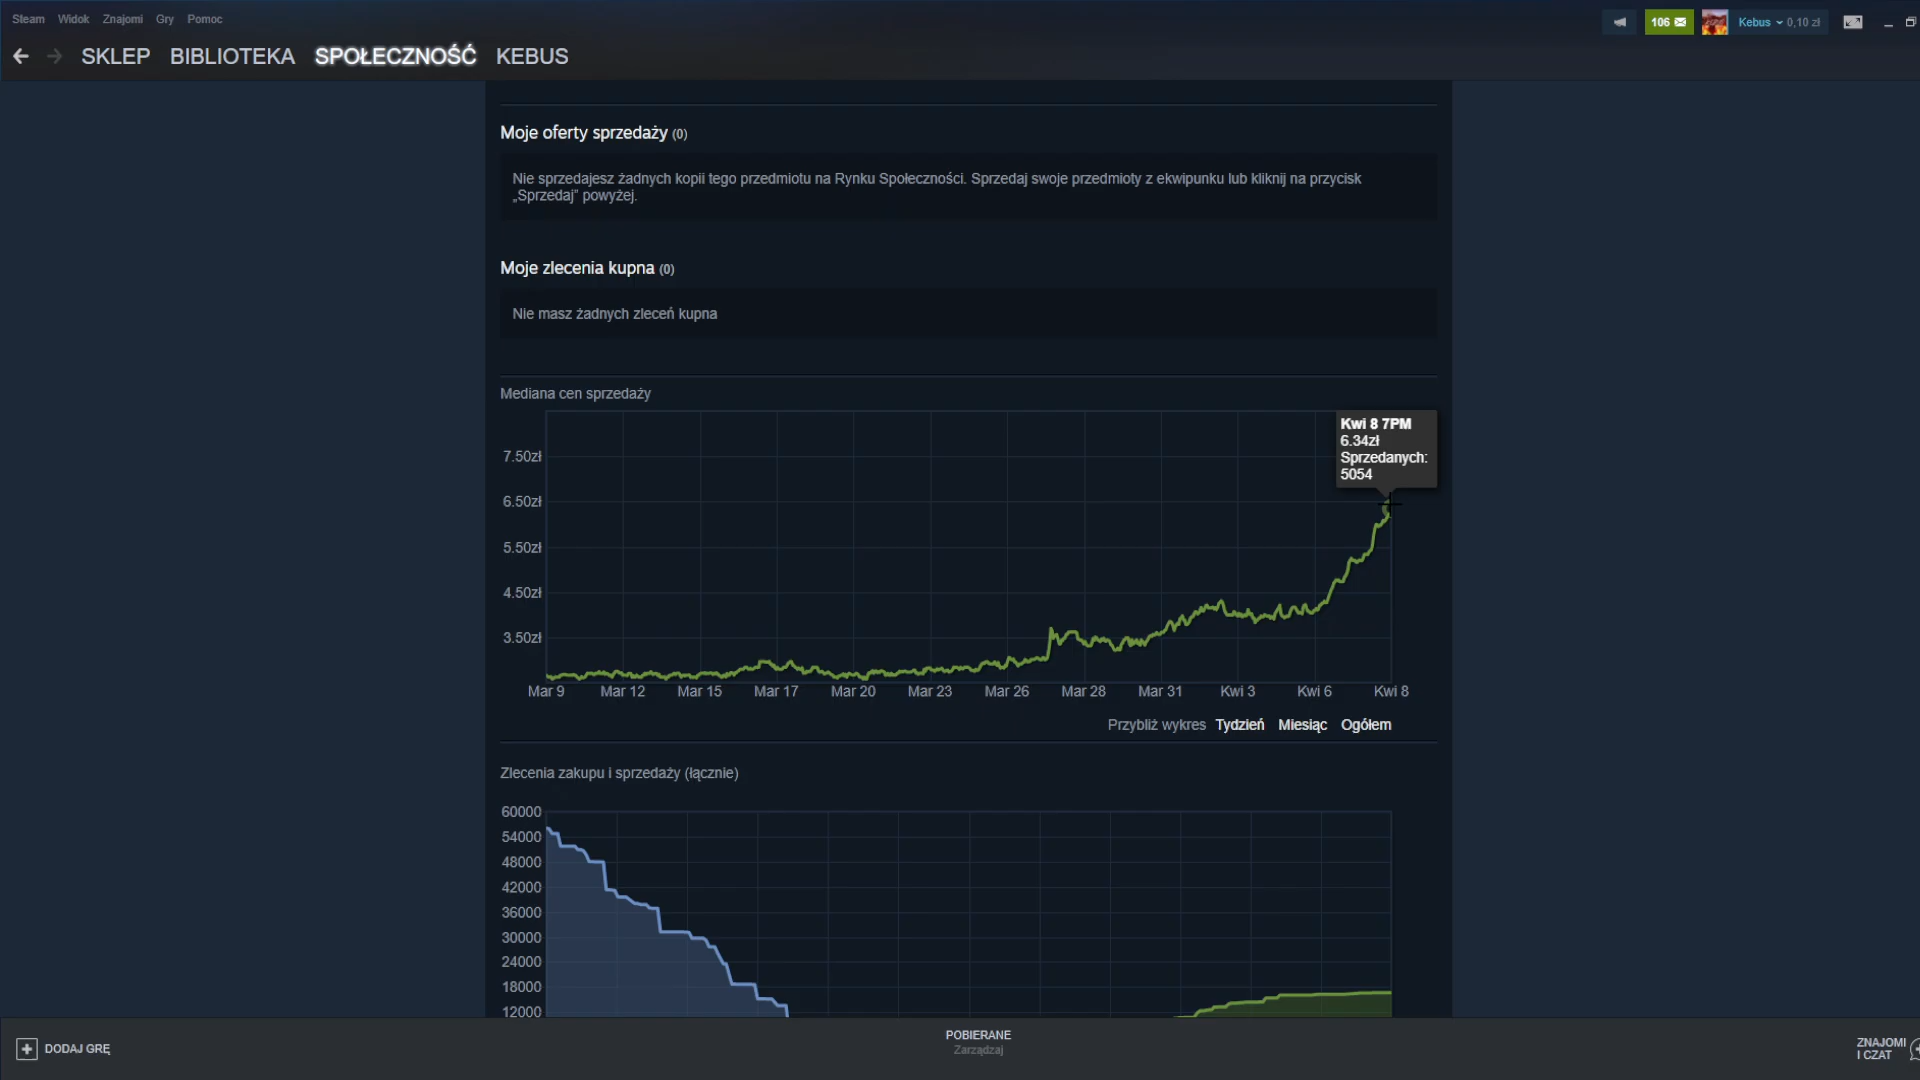 Steam Widok Znajomi Gry Pomoc
106 Kebus 0,10 zł
SKLEP BIBLIOTEKA SPOŁECZNOŚĆ KEBUS
Moje oferty sprzedaży (0)
Nie sprzedajesz żadnych kopii tego przedmiotu na Rynku Społeczności. Sprzedaj swoje przedmioty z ekwipunku lub kliknij na przycisk
„Sprzedaj” powyżej.
Moje zlecenia kupna (0)
Nie masz żadnych zleceń kupna
Mediana cen sprzedaży
Kwi 8 7PM
6.34zł
Sprzedanych:
5054
7.50zł
6.50zł
5.50zł
4.50zł
3.50zł
Mar 9 Mar 12 Mar 15 Mar 17 Mar 20 Mar 23 Mar 26 Mar 28 Mar 31 Kwi 3 Kwi 6 Kwi 8
Przybliż wykres Tydzień Miesiąc Ogółem
Zlecenia zakupu i sprzedaży (łącznie)
60000
54000
48000
42000
36000
30000
24000
18000
12000
DODAJ GRĘ
POBIERANE
Zarządzaj
ZNAJOMI
I CZAT